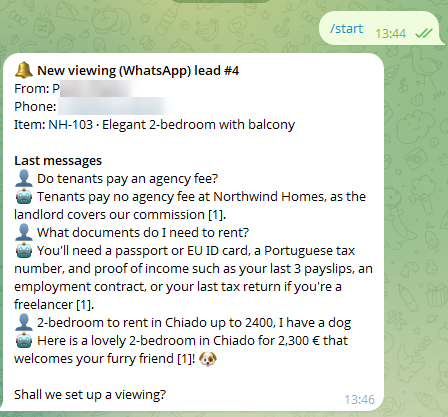 /start 13:44
🔔 New viewing (WhatsApp) lead #4
From: P
Phone:
Item: NH-103 · Elegant 2-bedroom with balcony
Last messages
👤 Do tenants pay an agency fee?
🤖 Tenants pay no agency fee at Northwind Homes, as the
landlord covers our commission [1].
👤 What documents do I need to rent?
🤖 You'll need a passport or EU ID card, a Portuguese tax
number, and proof of income such as your last 3 payslips, an
employment contract, or your last tax return if you're a
freelancer [1].
👤 2-bedroom to rent in Chiado up to 2400, I have a dog
🤖 Here is a lovely 2-bedroom in Chiado for 2,300 € that
welcomes your furry friend [1]! 🐶
Shall we set up a viewing?
13:46